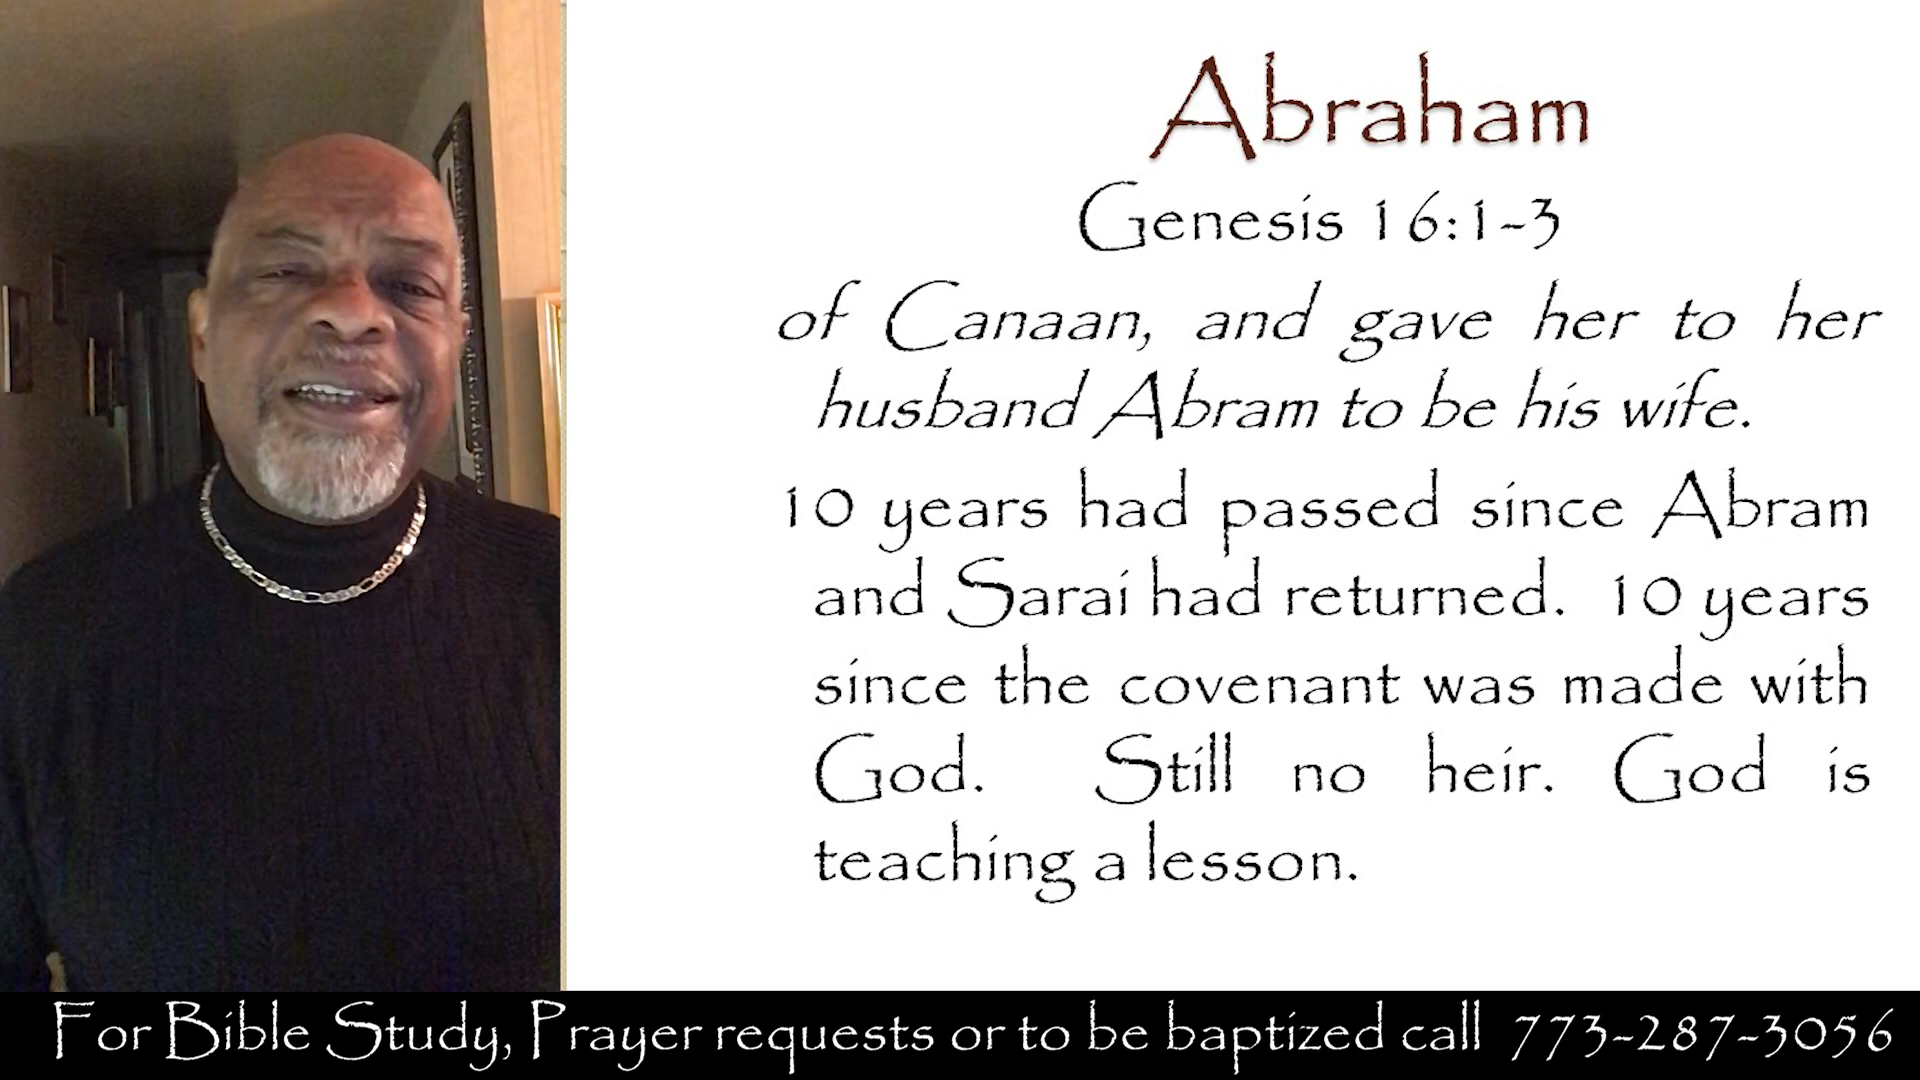 Abraham
Genesis 16:1-3
of Canaan, and gave her to her
husband Abram to be his wife.
10 years had passed since Abram
and Sarai had returned. 10 years
since the covenant was made with
God. Still no heir. God is
teaching a lesson.
For Bible Study, Prayer requests or to be baptized call 773-287-3056